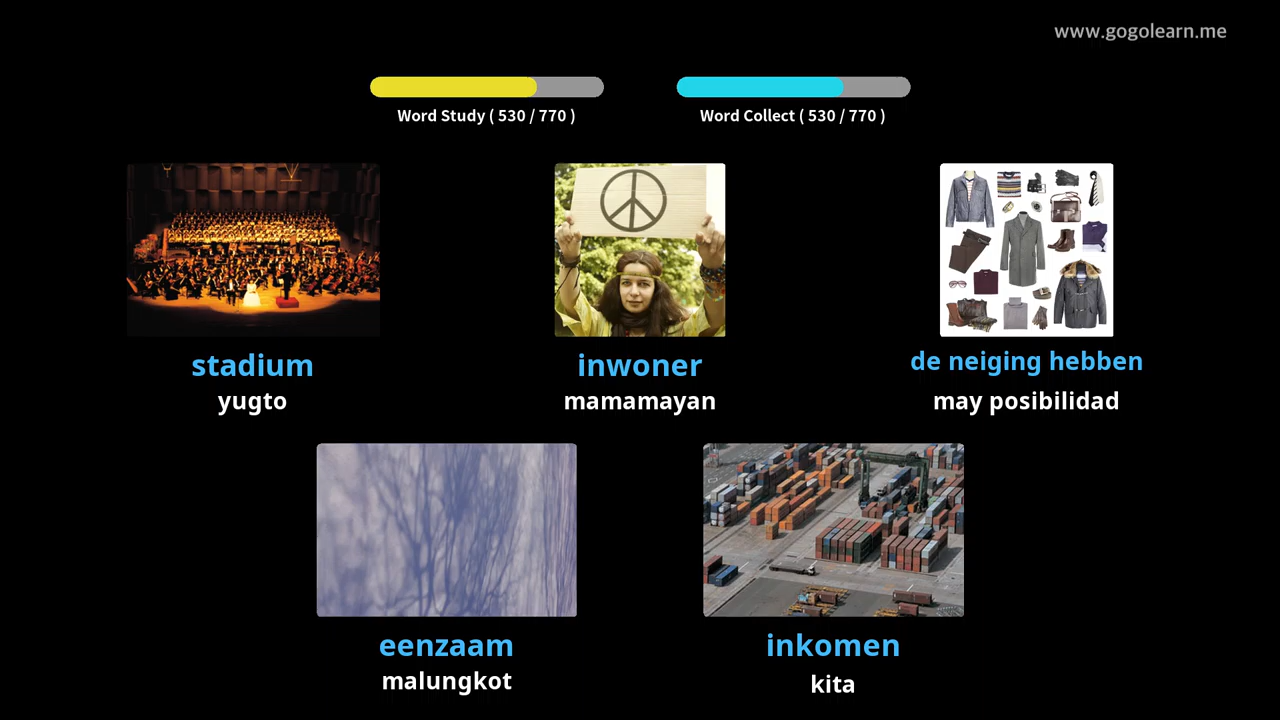 www.gogolearn.me
Word Study ( 530 / 770 )
Word Collect ( 530 / 770 )
stadium
yugto
inwoner
mamamayan
de neiging hebben
may posibilidad
eenzaam
malungkot
inkomen
kita